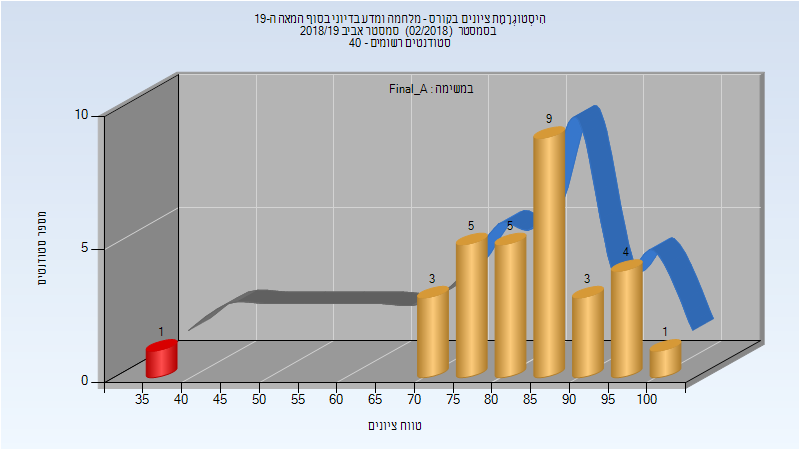 היסטוגרמת ציונים בקורס - מלחמה ומדע בדיוני בסוף המאה ה-19
בסמסטר (02/2018) סמסטר אביב 2018/19
סטודנטים רשומים - 40
במשימה : Final_A
מספר סטודנטים
10
5
0
1
3
5
5
9
3
4
1
35 40 45 50 55 60 65 70 75 80 85 90 95 100
טווח ציונים